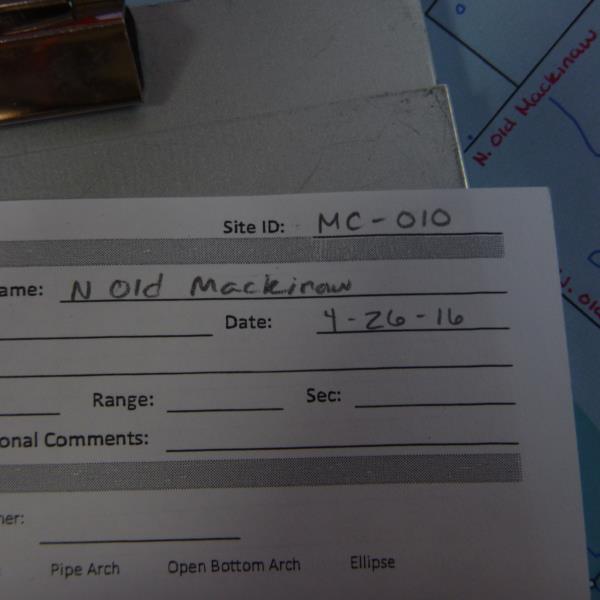 N. Old Mackinaw
Site ID: MC-010
ame: N Old Mackinaw
Date: 4-26-16
N. Old
Range: Sec:
onal Comments:
ner:
Pipe Arch Open Bottom Arch Ellipse